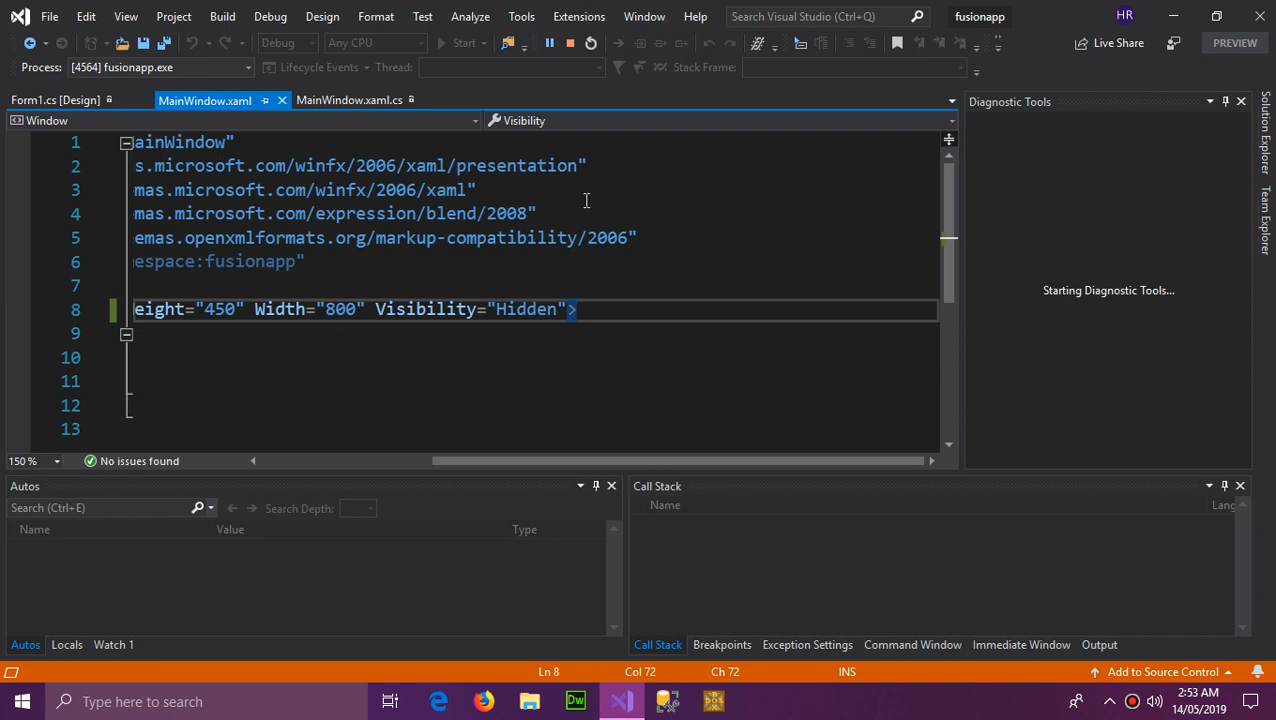 File Edit View Project Build Debug Design Format Test Analyze Tools Extensions Window Help Search Visual Studio (Ctrl+Q) fusionapp HR
Debug Any CPU Start Live Share PREVIEW
Process: [4564] fusionapp.exe Lifecycle Events Thread: Stack Frame:
Form1.cs [Design] MainWindow.xaml MainWindow.xaml.cs Diagnostic Tools
Window Visibility
1 ainWindow"
2 s.microsoft.com/winfx/2006/xaml/presentation"
3 mas.microsoft.com/winfx/2006/xaml"
4 mas.microsoft.com/expression/blend/2008"
5 emas.openxmlformats.org/markup-compatibility/2006"
6 espace:fusionapp"
7
8 eight="450" Width="800" Visibility="Hidden">
9
10
11
12
13
Starting Diagnostic Tools...
Solution Explorer
Team Explorer
150 % No issues found
Autos Call Stack
Search (Ctrl+E) Search Depth: Name Lang
Name Value Type
Autos Locals Watch 1 Call Stack Breakpoints Exception Settings Command Window Immediate Window Output
Ln 8 Col 72 Ch 72 INS Add to Source Control
Type here to search Dw 2:53 AM
14/05/2019